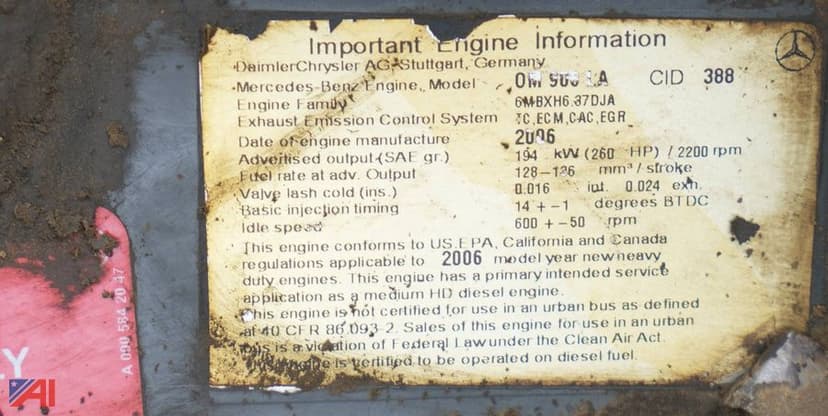 Important Engine Information
DaimlerChrysler AG, Stuttgart, Germany
Mercedes-Benz Engine, Model OM 906 LA CID 388
Engine Family 6MBXH6.37DJA
Exhaust Emission Control System TC,ECM,CAC,EGR
Date of engine manufacture 2006
Advertised output (SAE gr.) 194 kW (260 HP) / 2200 rpm
Fuel rate at adv. Output 128-136 mm³ / stroke
Valve lash cold (ins.) 0.016 int. 0.024 exh.
Basic injection timing 14 +-1 degrees BTDC
Idle speed 600 +-50 rpm
This engine conforms to US.EPA, California and Canada
regulations applicable to 2006 model year new heavy
duty engines. This engine has a primary intended service
application as a medium HD diesel engine.
This engine is not certified for use in an urban bus as defined
at 40 CFR 86.093-2. Sales of this engine for use in an urban
bus is a violation of Federal Law under the Clean Air Act.
This engine is certified to be operated on diesel fuel.
A 090 584 20 47
Y
AI